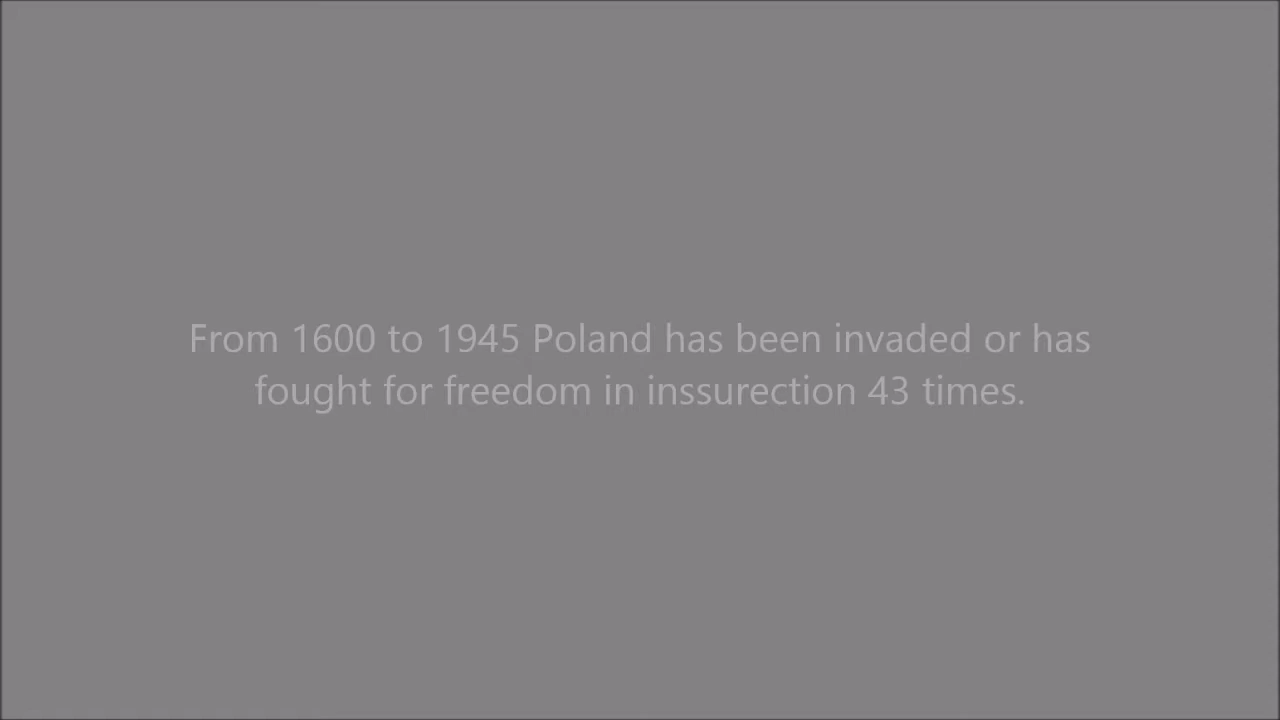 From 1600 to 1945 Poland has been invaded or has
fought for freedom in inssurection 43 times.